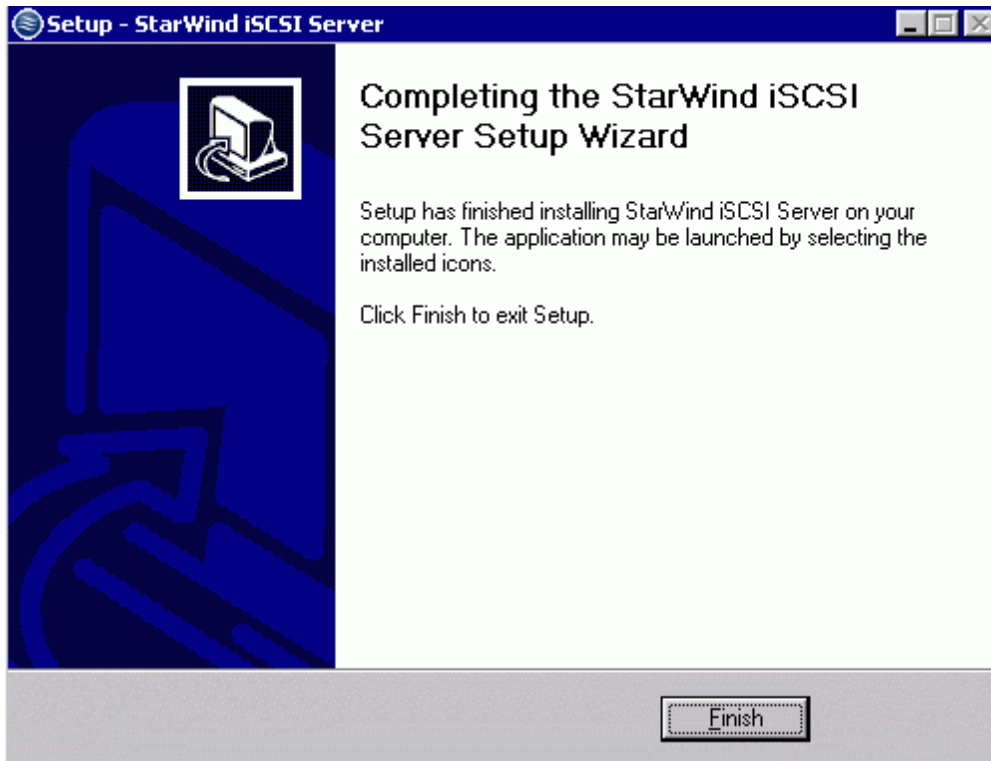 Setup - StarWind iSCSI Server
Completing the StarWind iSCSI
Server Setup Wizard
Setup has finished installing StarWind iSCSI Server on your
computer. The application may be launched by selecting the
installed icons.
Click Finish to exit Setup.
Finish